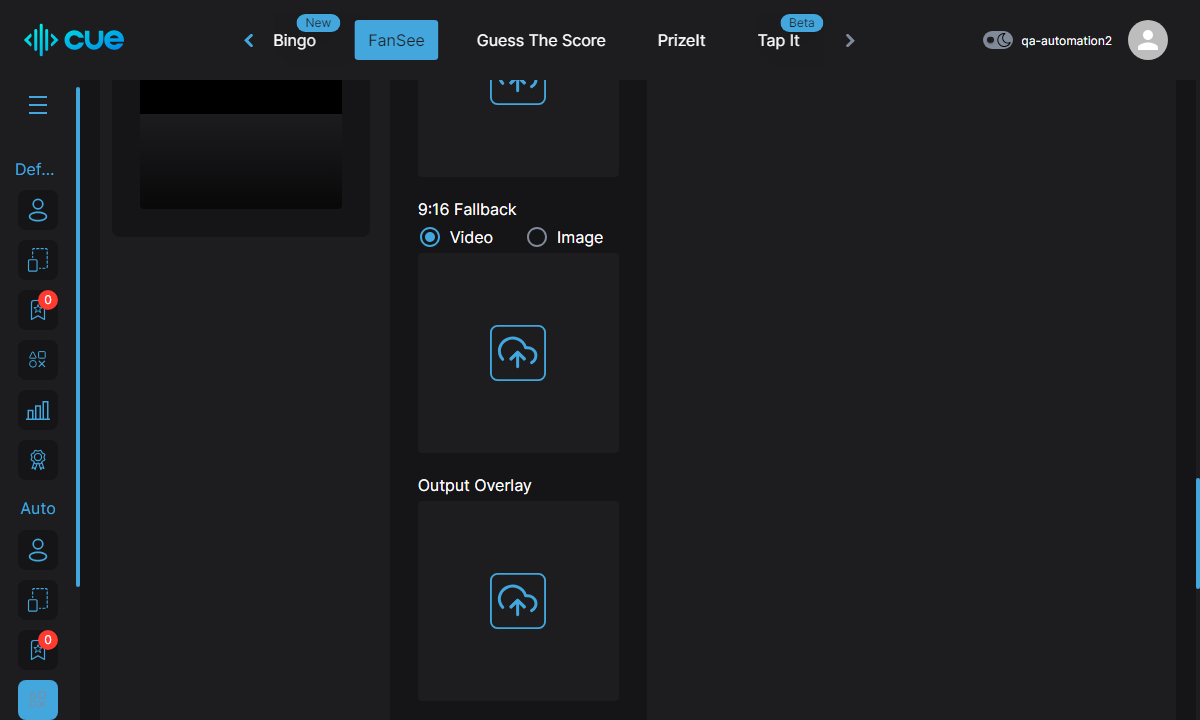 cue
Bingo
New
FanSee
Guess The Score
PrizeIt
Tap It
Beta
qa-automation2
Def...
0
Auto
0
9:16 Fallback
Video
Image
Output Overlay